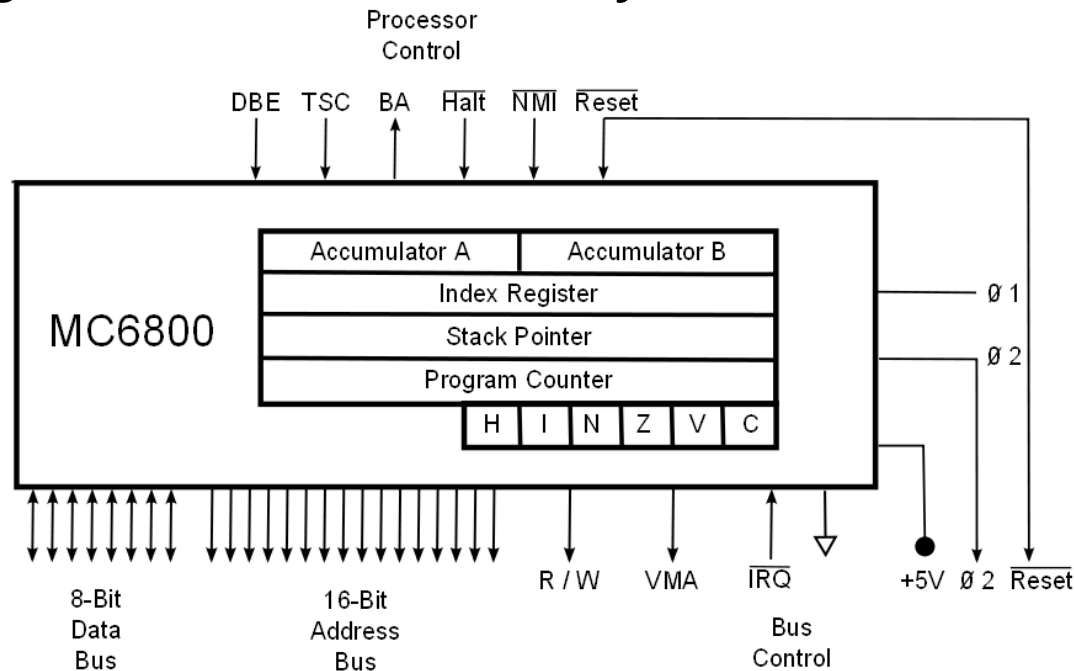 Processor
Control
DBE TSC BA Halt NMI Reset
Accumulator A Accumulator B
Index Register
Ø 1
MC6800
Stack Pointer
Ø 2
Program Counter
H I N Z V C
R / W VMA IRQ +5V Ø 2 Reset
8-Bit
Data
Bus
16-Bit
Address
Bus
Bus
Control